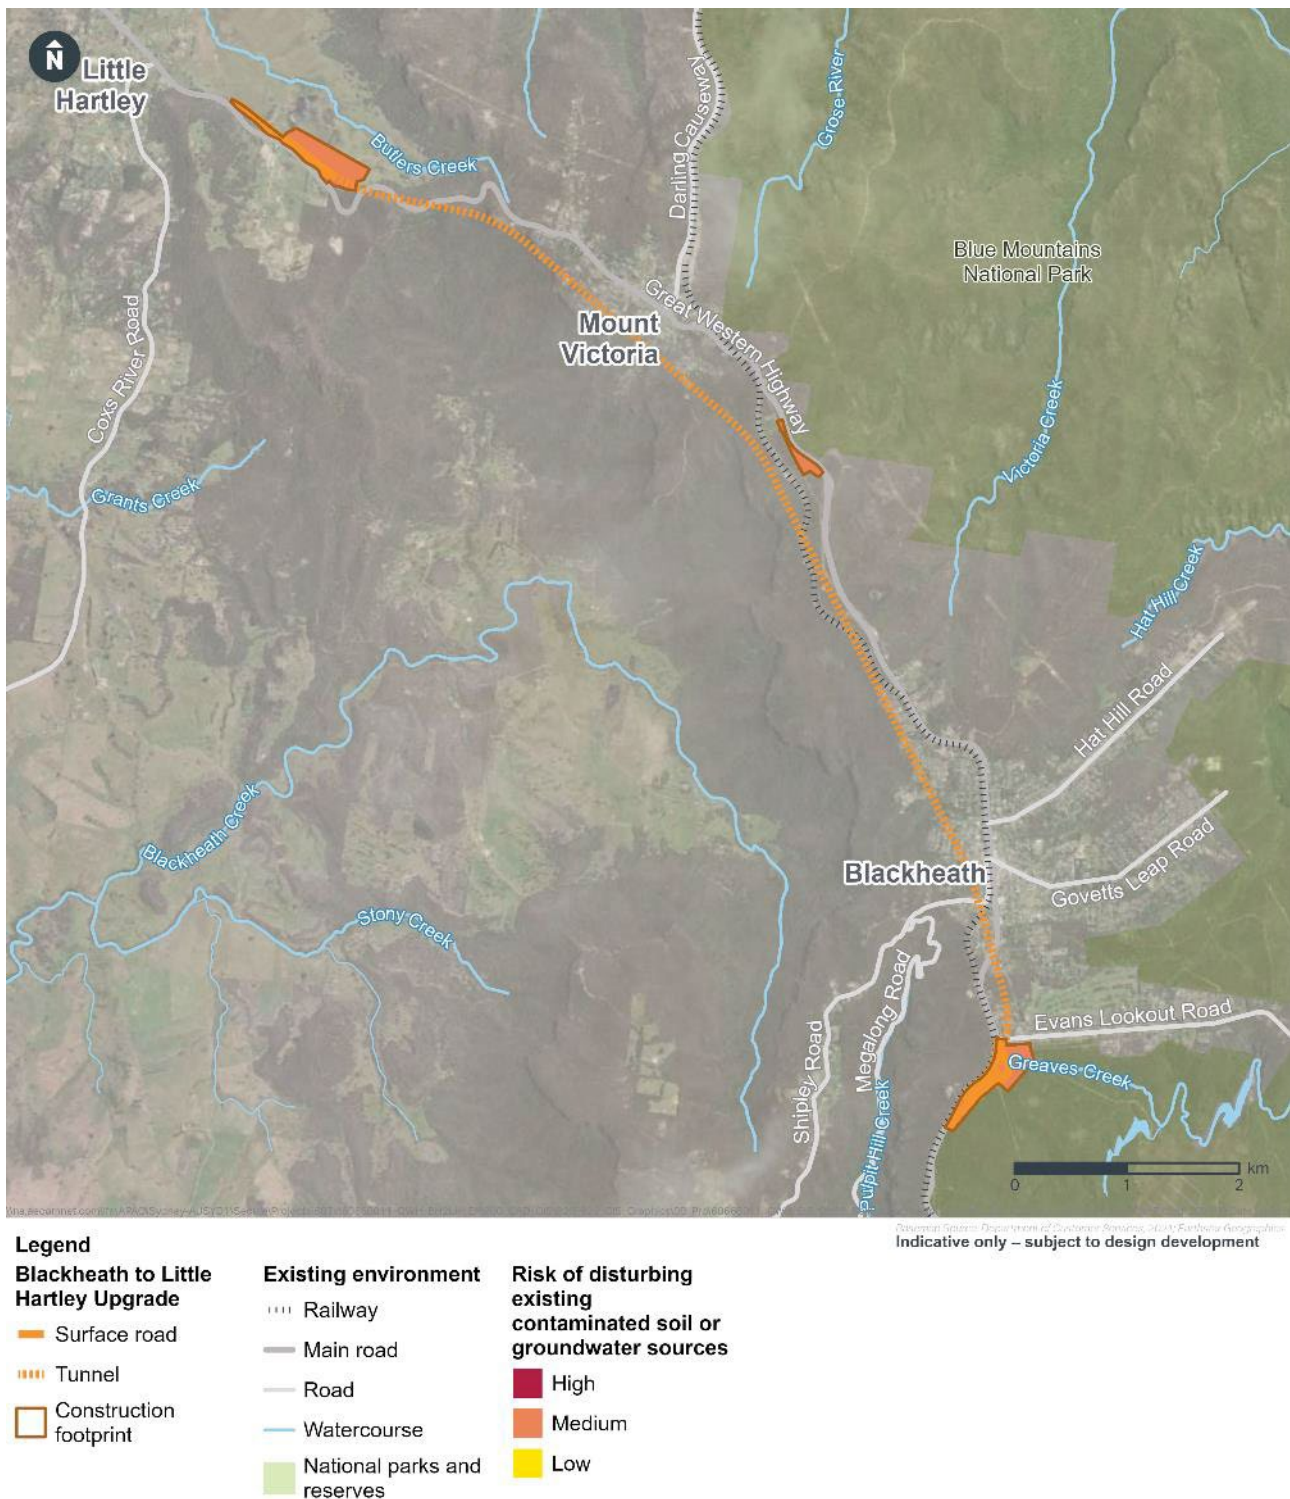 N
Little
Hartley
Butlers Creek
Darling Causeway
Grose River
Blue Mountains
National Park
Coxs River Road
Great Western Highway
Mount
Victoria
Grants Creek
Victoria Creek
Hat Hill Creek
Hat Hill Road
Blackheath Creek
Blackheath
Govetts Leap Road
Stony Creek
Shipley Road
Megalong Road
Evans Lookout Road
Greaves Creek
Pulpit Hill Creek
km
0 1 2
Indicative only – subject to design development
Legend
Blackheath to Little
Hartley Upgrade
Surface road
Tunnel
Construction
footprint
Existing environment
Railway
Main road
Road
Watercourse
National parks and
reserves
Risk of disturbing
existing
contaminated soil or
groundwater sources
High
Medium
Low